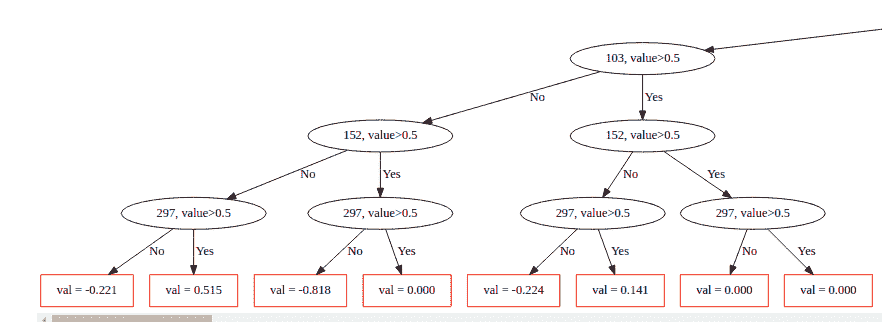 103, value>0.5
No
Yes
152, value>0.5
152, value>0.5
No
Yes
No
Yes
297, value>0.5
297, value>0.5
297, value>0.5
297, value>0.5
No
Yes
No
Yes
No
Yes
No
Yes
val = -0.221
val = 0.515
val = -0.818
val = 0.000
val = -0.224
val = 0.141
val = 0.000
val = 0.000